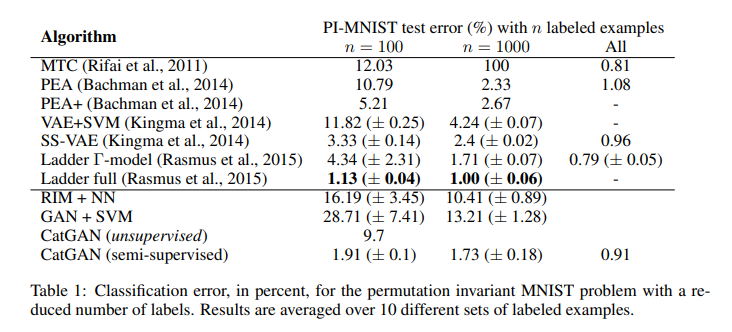 Algorithm PI-MNIST test error (%) with n labeled examples
n = 100 n = 1000 All
MTC (Rifai et al., 2011) 12.03 100 0.81
PEA (Bachman et al., 2014) 10.79 2.33 1.08
PEA+ (Bachman et al., 2014) 5.21 2.67 -
VAE+SVM (Kingma et al., 2014) 11.82 (± 0.25) 4.24 (± 0.07) -
SS-VAE (Kingma et al., 2014) 3.33 (± 0.14) 2.4 (± 0.02) 0.96
Ladder Γ-model (Rasmus et al., 2015) 4.34 (± 2.31) 1.71 (± 0.07) 0.79 (± 0.05)
Ladder full (Rasmus et al., 2015) 1.13 (± 0.04) 1.00 (± 0.06) -
RIM + NN 16.19 (± 3.45) 10.41 (± 0.89)
GAN + SVM 28.71 (± 7.41) 13.21 (± 1.28)
CatGAN (unsupervised) 9.7
CatGAN (semi-supervised) 1.91 (± 0.1) 1.73 (± 0.18) 0.91
Table 1: Classification error, in percent, for the permutation invariant MNIST problem with a re-
duced number of labels. Results are averaged over 10 different sets of labeled examples.